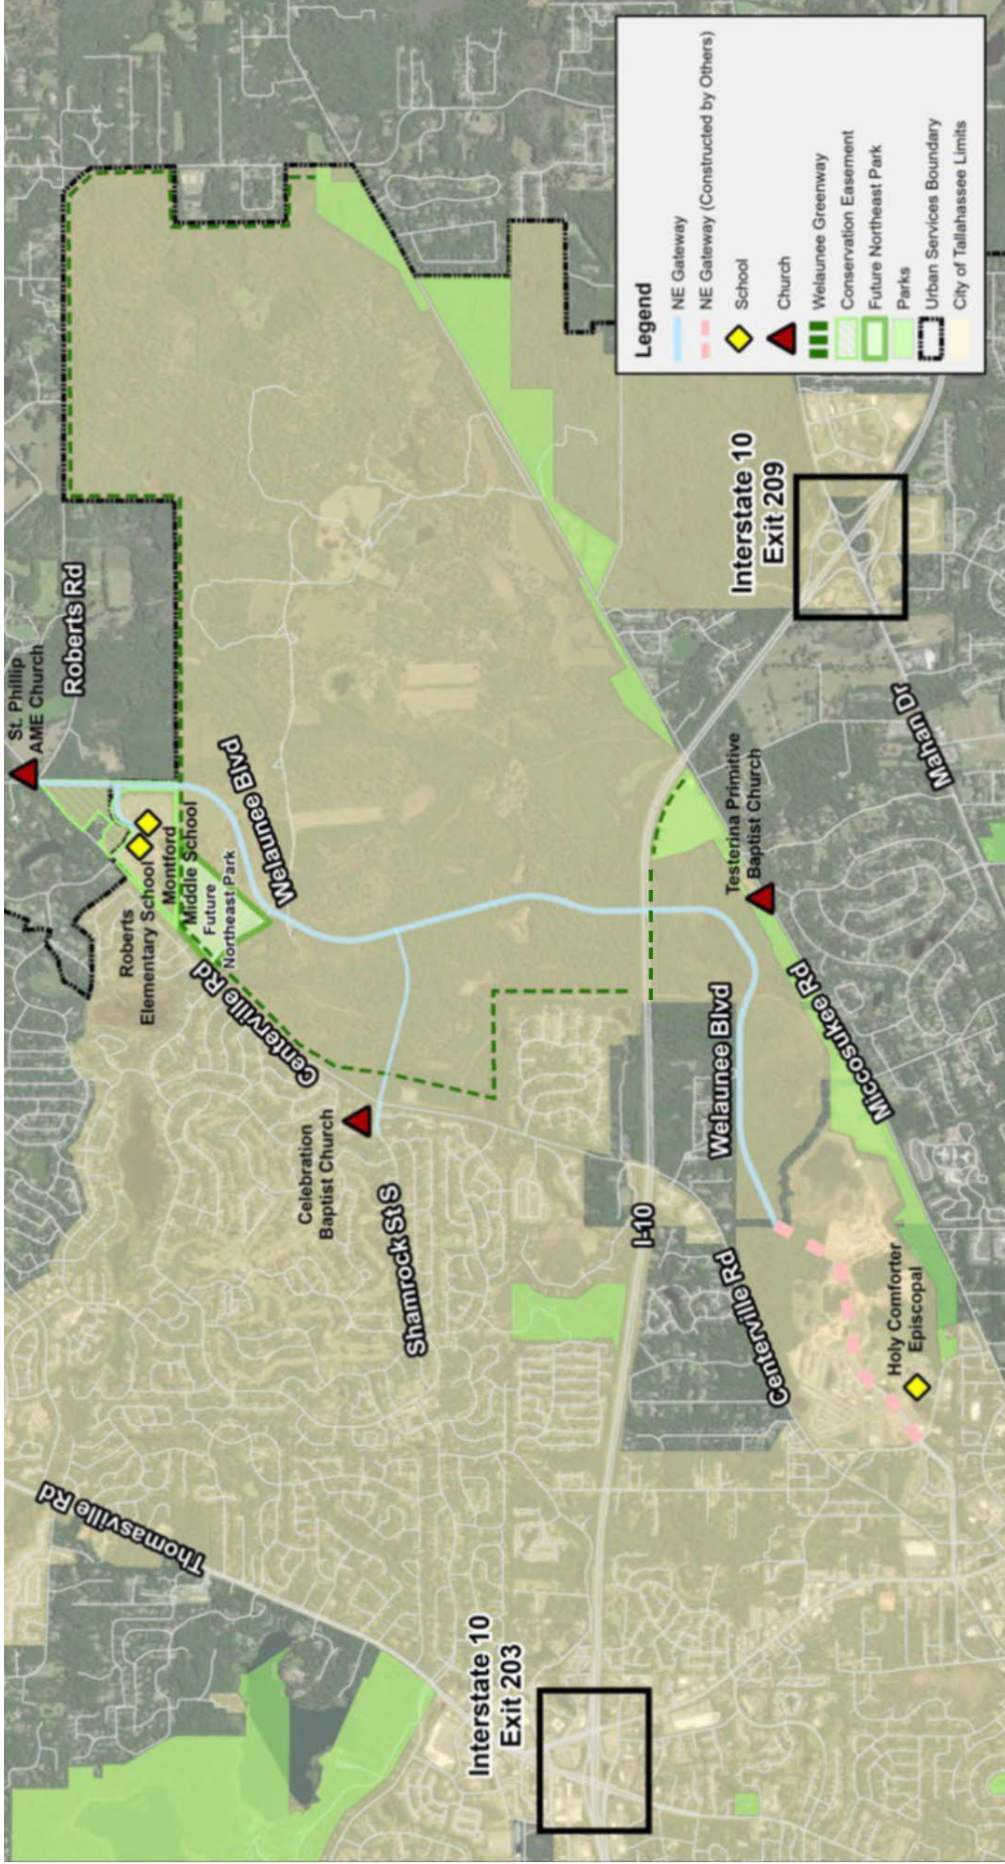 St. Phillip
AME Church
Roberts Rd
Roberts
Elementary School
Montford
Middle School
Future
Northeast Park
Welaunee Blvd
Centerville Rd
Celebration
Baptist Church
Shamrock St S
Thomasville Rd
Interstate 10
Exit 203
I-10
Centerville Rd
Welaunee Blvd
Holy Comforter
Episcopal
Miccosukee Rd
Testerina Primitive
Baptist Church
Mahan Dr
Interstate 10
Exit 209
Legend
NE Gateway
NE Gateway (Constructed by Others)
School
Church
Welaunee Greenway
Conservation Easement
Future Northeast Park
Parks
Urban Services Boundary
City of Tallahassee Limits